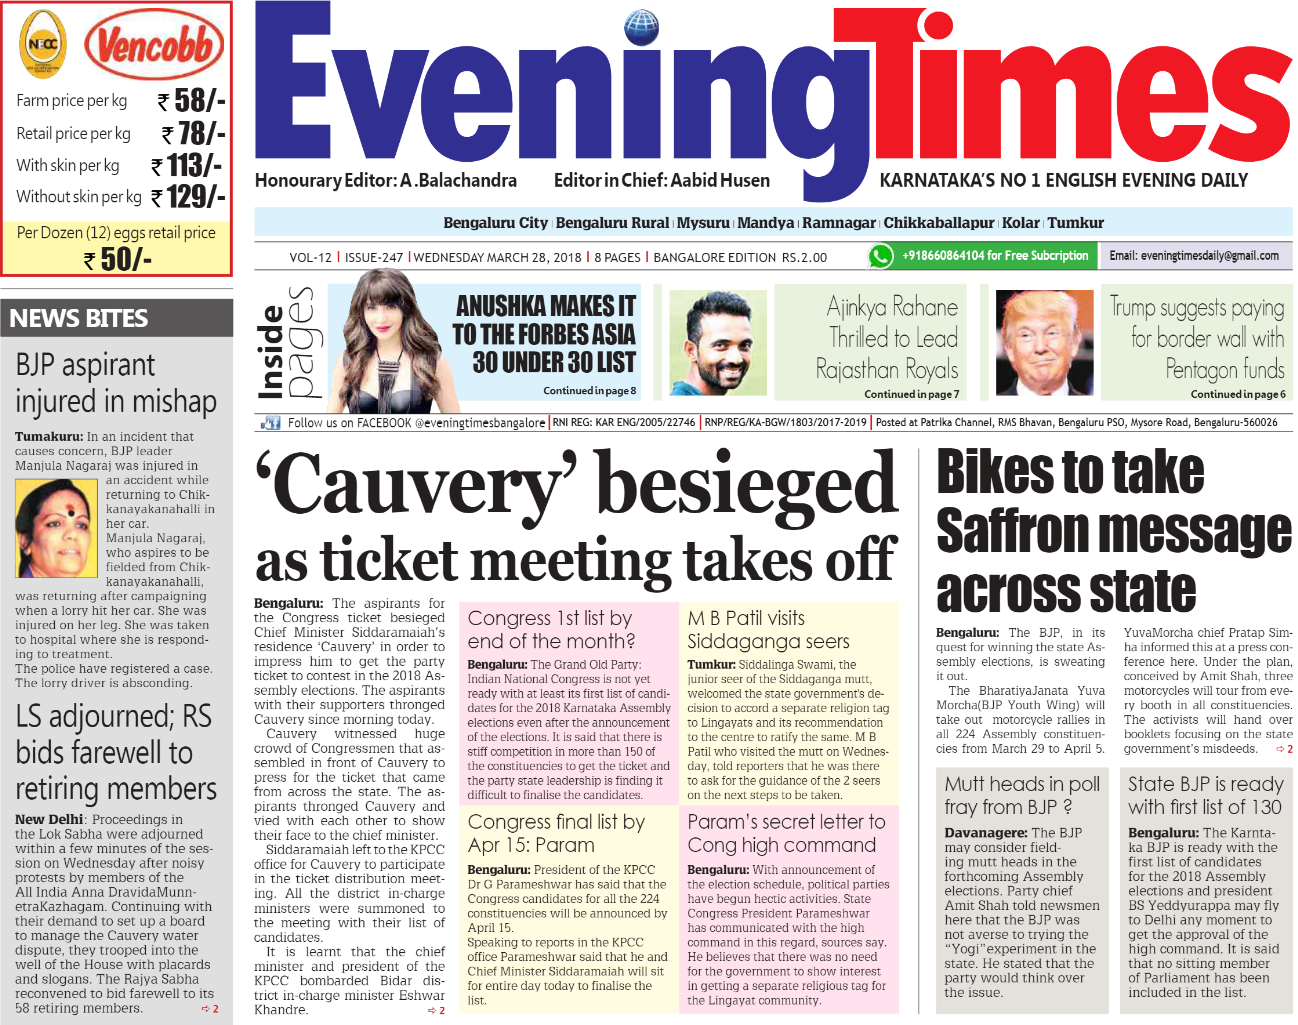 NECC
Vencobb
Farm price per kg ₹ 58/-
Retail price per kg ₹ 78/-
With skin per kg ₹ 113/-
Without skin per kg ₹ 129/-
Per Dozen (12) eggs retail price
₹ 50/-
EveningTimes
Honourary Editor: A .Balachandra Editor in Chief: Aabid Husen KARNATAKA'S NO 1 ENGLISH EVENING DAILY
Bengaluru City | Bengaluru Rural | Mysuru | Mandya | Ramnagar | Chikkaballapur | Kolar | Tumkur
VOL-12 | ISSUE-247 | WEDNESDAY MARCH 28, 2018 | 8 PAGES | BANGALORE EDITION RS.2.00
+918660864104 for Free Subcription
Email: eveningtimesdaily@gmail.com
Inside
pages
ANUSHKA MAKES IT
TO THE FORBES ASIA
30 UNDER 30 LIST
Continued in page 8
Ajinkya Rahane
Thrilled to Lead
Rajasthan Royals
Continued in page 7
Trump suggests paying
for border wall with
Pentagon funds
Continued in page 6
Follow us on FACEBOOK @eveningtimesbangalore | RNI REG: KAR ENG/2005/22746 | RNP/REG/KA-BGW/1803/2017-2019 | Posted at Patrika Channel, RMS Bhavan, Bengaluru PSO, Mysore Road, Bengaluru-560026
NEWS BITES
BJP aspirant
injured in mishap
Tumakuru: In an incident that
causes concern, BJP leader
Manjula Nagaraj was injured in
an accident while
returning to Chik-
kanayakanahalli in
her car.
Manjula Nagaraj,
who aspires to be
fielded from Chik-
kanayakanahalli,
was returning after campaigning
when a lorry hit her car. She was
injured on her leg. She was taken
to hospital where she is respond-
ing to treatment.
The police have registered a case.
The lorry driver is absconding.
LS adjourned; RS
bids farewell to
retiring members
New Delhi: Proceedings in
the Lok Sabha were adjourned
within a few minutes of the ses-
sion on Wednesday after noisy
protests by members of the
All India Anna DravidaMunn-
etraKazhagam. Continuing with
their demand to set up a board
to manage the Cauvery water
dispute, they trooped into the
well of the House with placards
and slogans. The Rajya Sabha
reconvened to bid farewell to its
58 retiring members. ⇨ 2
'Cauvery' besieged
as ticket meeting takes off
Bengaluru: The aspirants for
the Congress ticket besieged
Chief Minister Siddaramaiah's
residence 'Cauvery' in order to
impress him to get the party
ticket to contest in the 2018 As-
sembly elections. The aspirants
with their supporters thronged
Cauvery since morning today.
Cauvery witnessed huge
crowd of Congressmen that as-
sembled in front of Cauvery to
press for the ticket that came
from across the state. The as-
pirants thronged Cauvery and
vied with each other to show
their face to the chief minister.
Siddaramaiah left to the KPCC
office for Cauvery to participate
in the ticket distribution meet-
ing. All the district in-charge
ministers were summoned to
the meeting with their list of
candidates.
It is learnt that the chief
minister and president of the
KPCC bombarded Bidar dis-
trict in-charge minister Eshwar
Khandre. ⇨ 2
Congress 1st list by
end of the month?
Bengaluru: The Grand Old Party:
Indian National Congress is not yet
ready with at least its first list of candi-
dates for the 2018 Karnataka Assembly
elections even after the announcement
of the elections. It is said that there is
stiff competition in more than 150 of
the constituencies to get the ticket and
the party state leadership is finding it
difficult to finalise the candidates.
M B Patil visits
Siddaganga seers
Tumkur: Siddalinga Swami, the
junior seer of the Siddaganga mutt,
welcomed the state government's de-
cision to accord a separate religion tag
to Lingayats and its recommendation
to the centre to ratify the same. M B
Patil who visited the mutt on Wednes-
day, told reporters that he was there
to ask for the guidance of the 2 seers
on the next steps to be taken.
Congress final list by
Apr 15: Param
Bengaluru: President of the KPCC
Dr G Parameshwar has said that the
Congress candidates for all the 224
constituencies will be announced by
April 15.
Speaking to reports in the KPCC
office Parameshwar said that he and
Chief Minister Siddaramaiah will sit
for entire day today to finalise the
list.
Param's secret letter to
Cong high command
Bengaluru: With announcement of
the election schedule, political parties
have begun hectic activities. State
Congress President Parameshwar
has communicated with the high
command in this regard, sources say.
He believes that there was no need
for the government to show interest
in getting a separate religious tag for
the Lingayat community.
Bikes to take
Saffron message
across state
Bengaluru: The BJP, in its
quest for winning the state As-
sembly elections, is sweating
it out.
The BharatiyaJanata Yuva
Morcha(BJP Youth Wing) will
take out motorcycle rallies in
all 224 Assembly constituen-
cies from March 29 to April 5.
YuvaMorcha chief Pratap Sim-
ha informed this at a press con-
ference here. Under the plan,
conceived by Amit Shah, three
motorcycles will tour from eve-
ry booth in all constituencies.
The activists will hand over
booklets focusing on the state
government's misdeeds. ⇨ 2
Mutt heads in poll
fray from BJP ?
Davanagere: The BJP
may consider field-
ing mutt heads in the
forthcoming Assembly
elections. Party chief
Amit Shah told newsmen
here that the BJP was
not averse to trying the
"Yogi"experiment in the
state. He stated that the
party would think over
the issue.
State BJP is ready
with first list of 130
Bengaluru: The Karnta-
ka BJP is ready with the
first list of candidates
for the 2018 Assembly
elections and president
BS Yeddyurappa may fly
to Delhi any moment to
get the approval of the
high command. It is said
that no sitting member
of Parliament has been
included in the list.